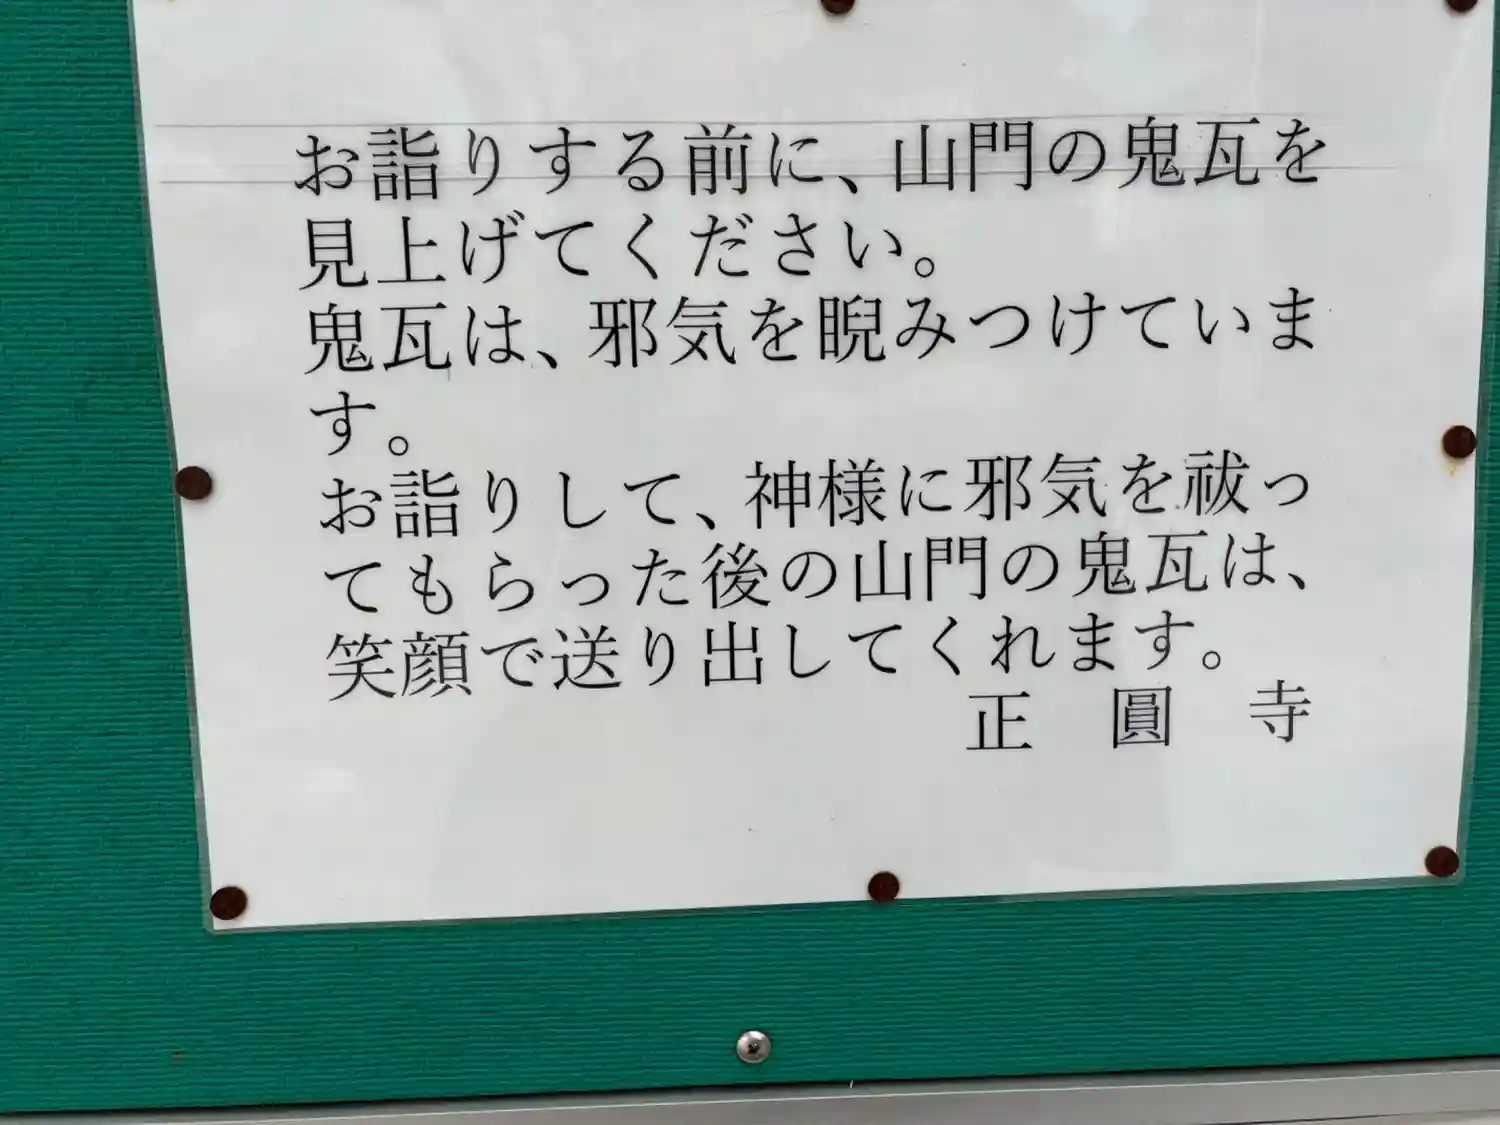 お詣りする前に、山門の鬼瓦を
見上げてください。
鬼瓦は、邪気を睨みつけていま
す。
お詣りして、神様に邪気を祓っ
てもらった後の山門の鬼瓦は、
笑顔で送り出してくれます。
正　圓　寺